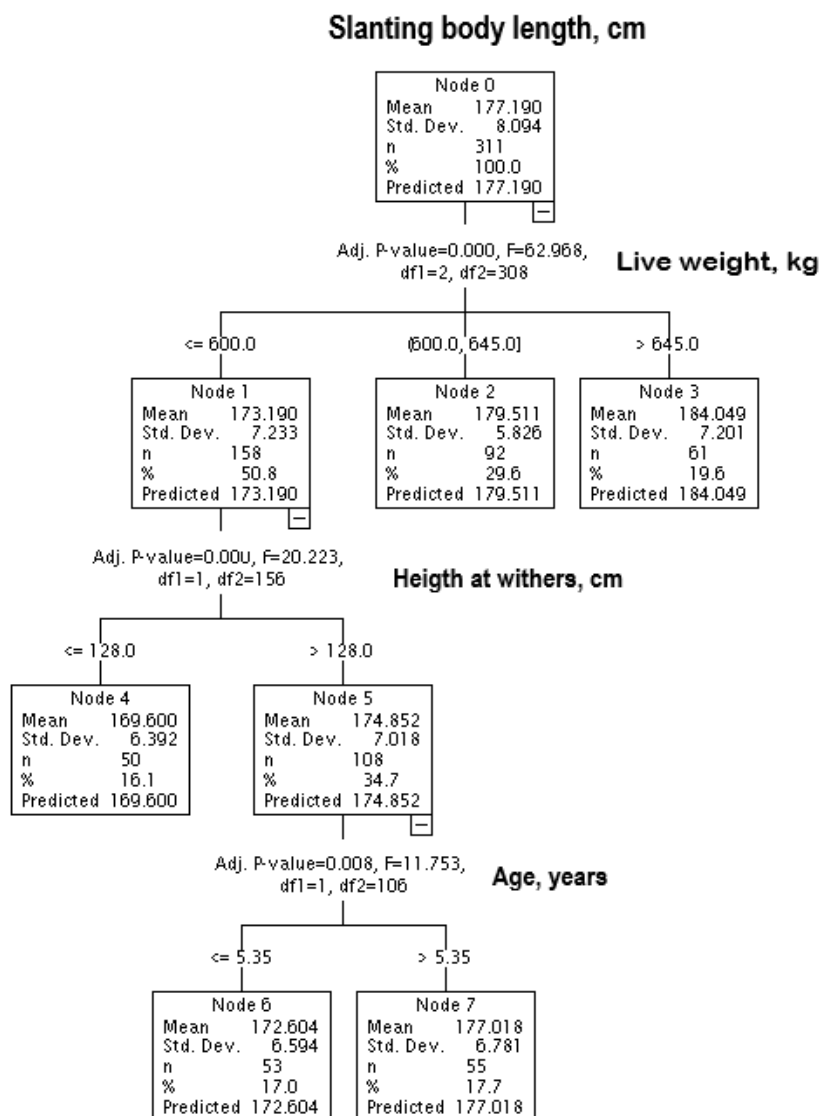 Slanting body length, cm
Node 0
Mean 177.190
Std. Dev. 8.094
n 311
% 100.0
Predicted 177.190
Adj. P-value=0.000, F=62.968,
df1=2, df2=308
Live weight, kg
<= 600.0
(600.0, 645.0]
> 645.0
Node 1
Mean 173.190
Std. Dev. 7.233
n 158
% 50.8
Predicted 173.190
Node 2
Mean 179.511
Std. Dev. 5.826
n 92
% 29.6
Predicted 179.511
Node 3
Mean 184.049
Std. Dev. 7.201
n 61
% 19.6
Predicted 184.049
Adj. P-value=0.000, F=20.223,
df1=1, df2=156
Heigth at withers, cm
<= 128.0
> 128.0
Node 4
Mean 169.600
Std. Dev. 6.392
n 50
% 16.1
Predicted 169.600
Node 5
Mean 174.852
Std. Dev. 7.018
n 108
% 34.7
Predicted 174.852
Adj. P-value=0.008, F=11.753,
df1=1, df2=106
Age, years
<= 5.35
> 5.35
Node 6
Mean 172.604
Std. Dev. 6.594
n 53
% 17.0
Predicted 172.604
Node 7
Mean 177.018
Std. Dev. 6.781
n 55
% 17.7
Predicted 177.018